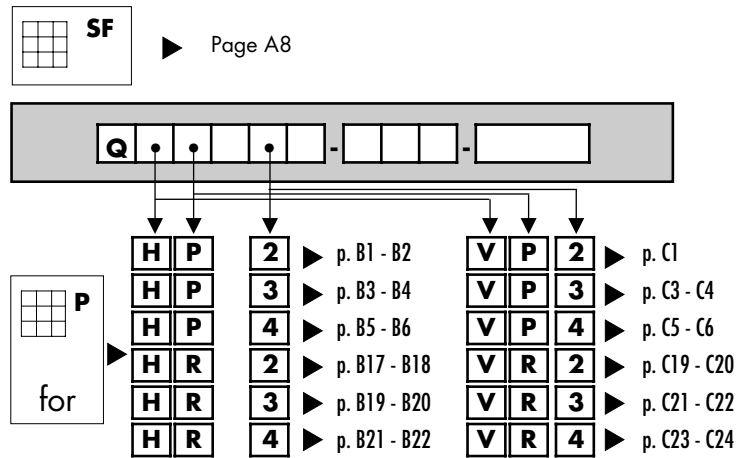 SF Page A8
Q - -
H P 2 p. B1 - B2 V P 2 p. C1
H P 3 p. B3 - B4 V P 3 p. C3 - C4
P H P 4 p. B5 - B6 V P 4 p. C5 - C6
H R 2 p. B17 - B18 V R 2 p. C19 - C20
for H R 3 p. B19 - B20 V R 3 p. C21 - C22
H R 4 p. B21 - B22 V R 4 p. C23 - C24